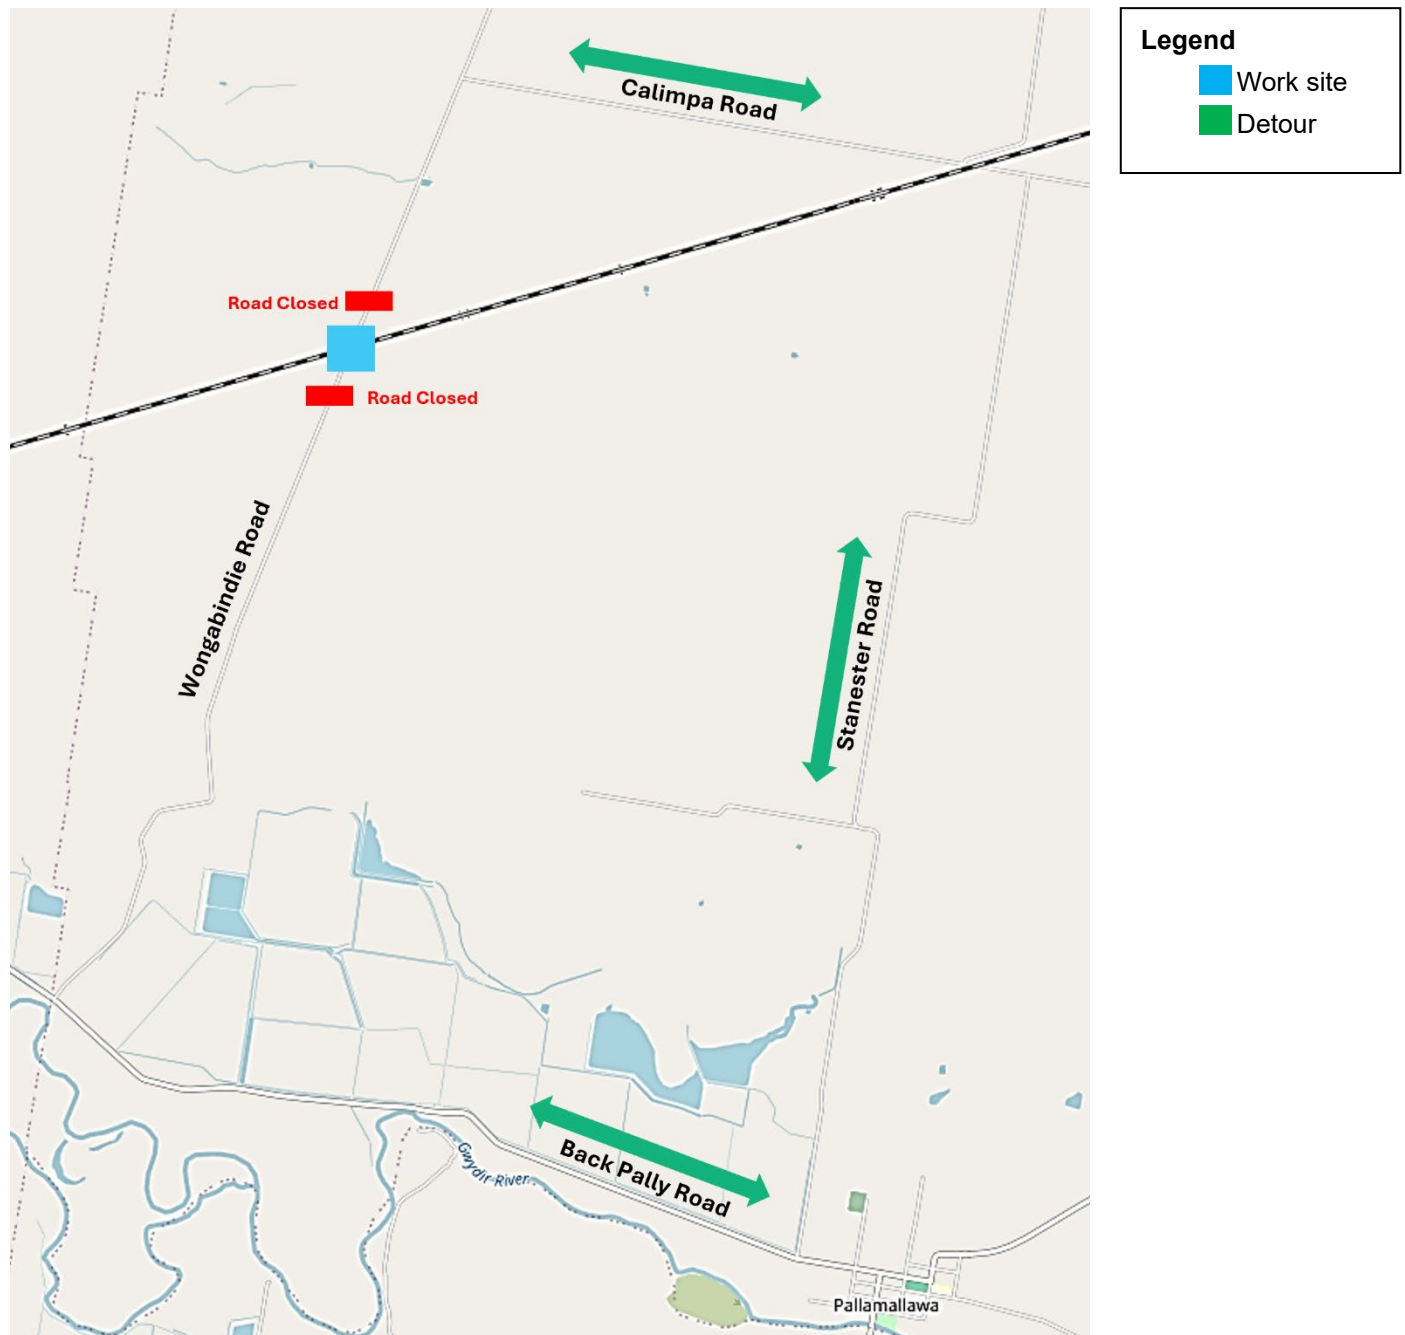 Legend
Work site
Detour
Calimpa Road
Road Closed
Road Closed
Wongabindie Road
Stanester Road
Back Pally Road
Gwydir River
Pallamallawa